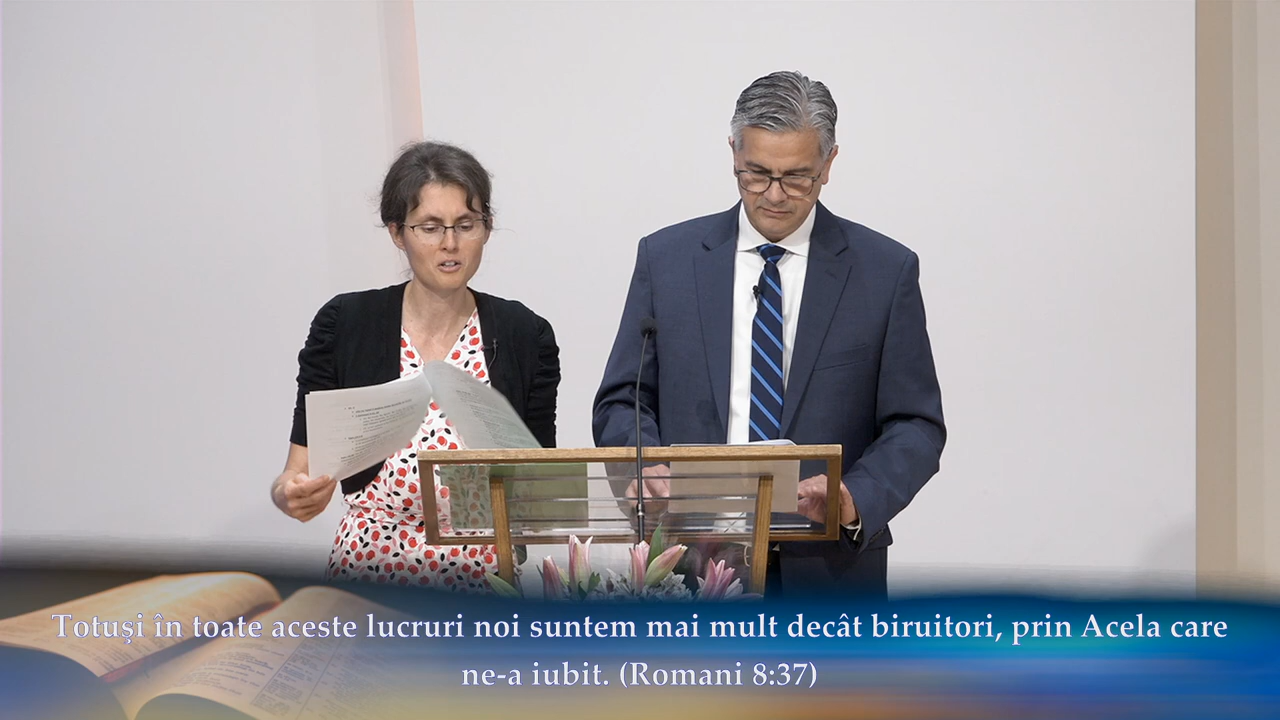 Totuși în toate aceste lucruri noi suntem mai mult decât biruitori, prin Acela care
ne-a iubit. (Romani 8:37)